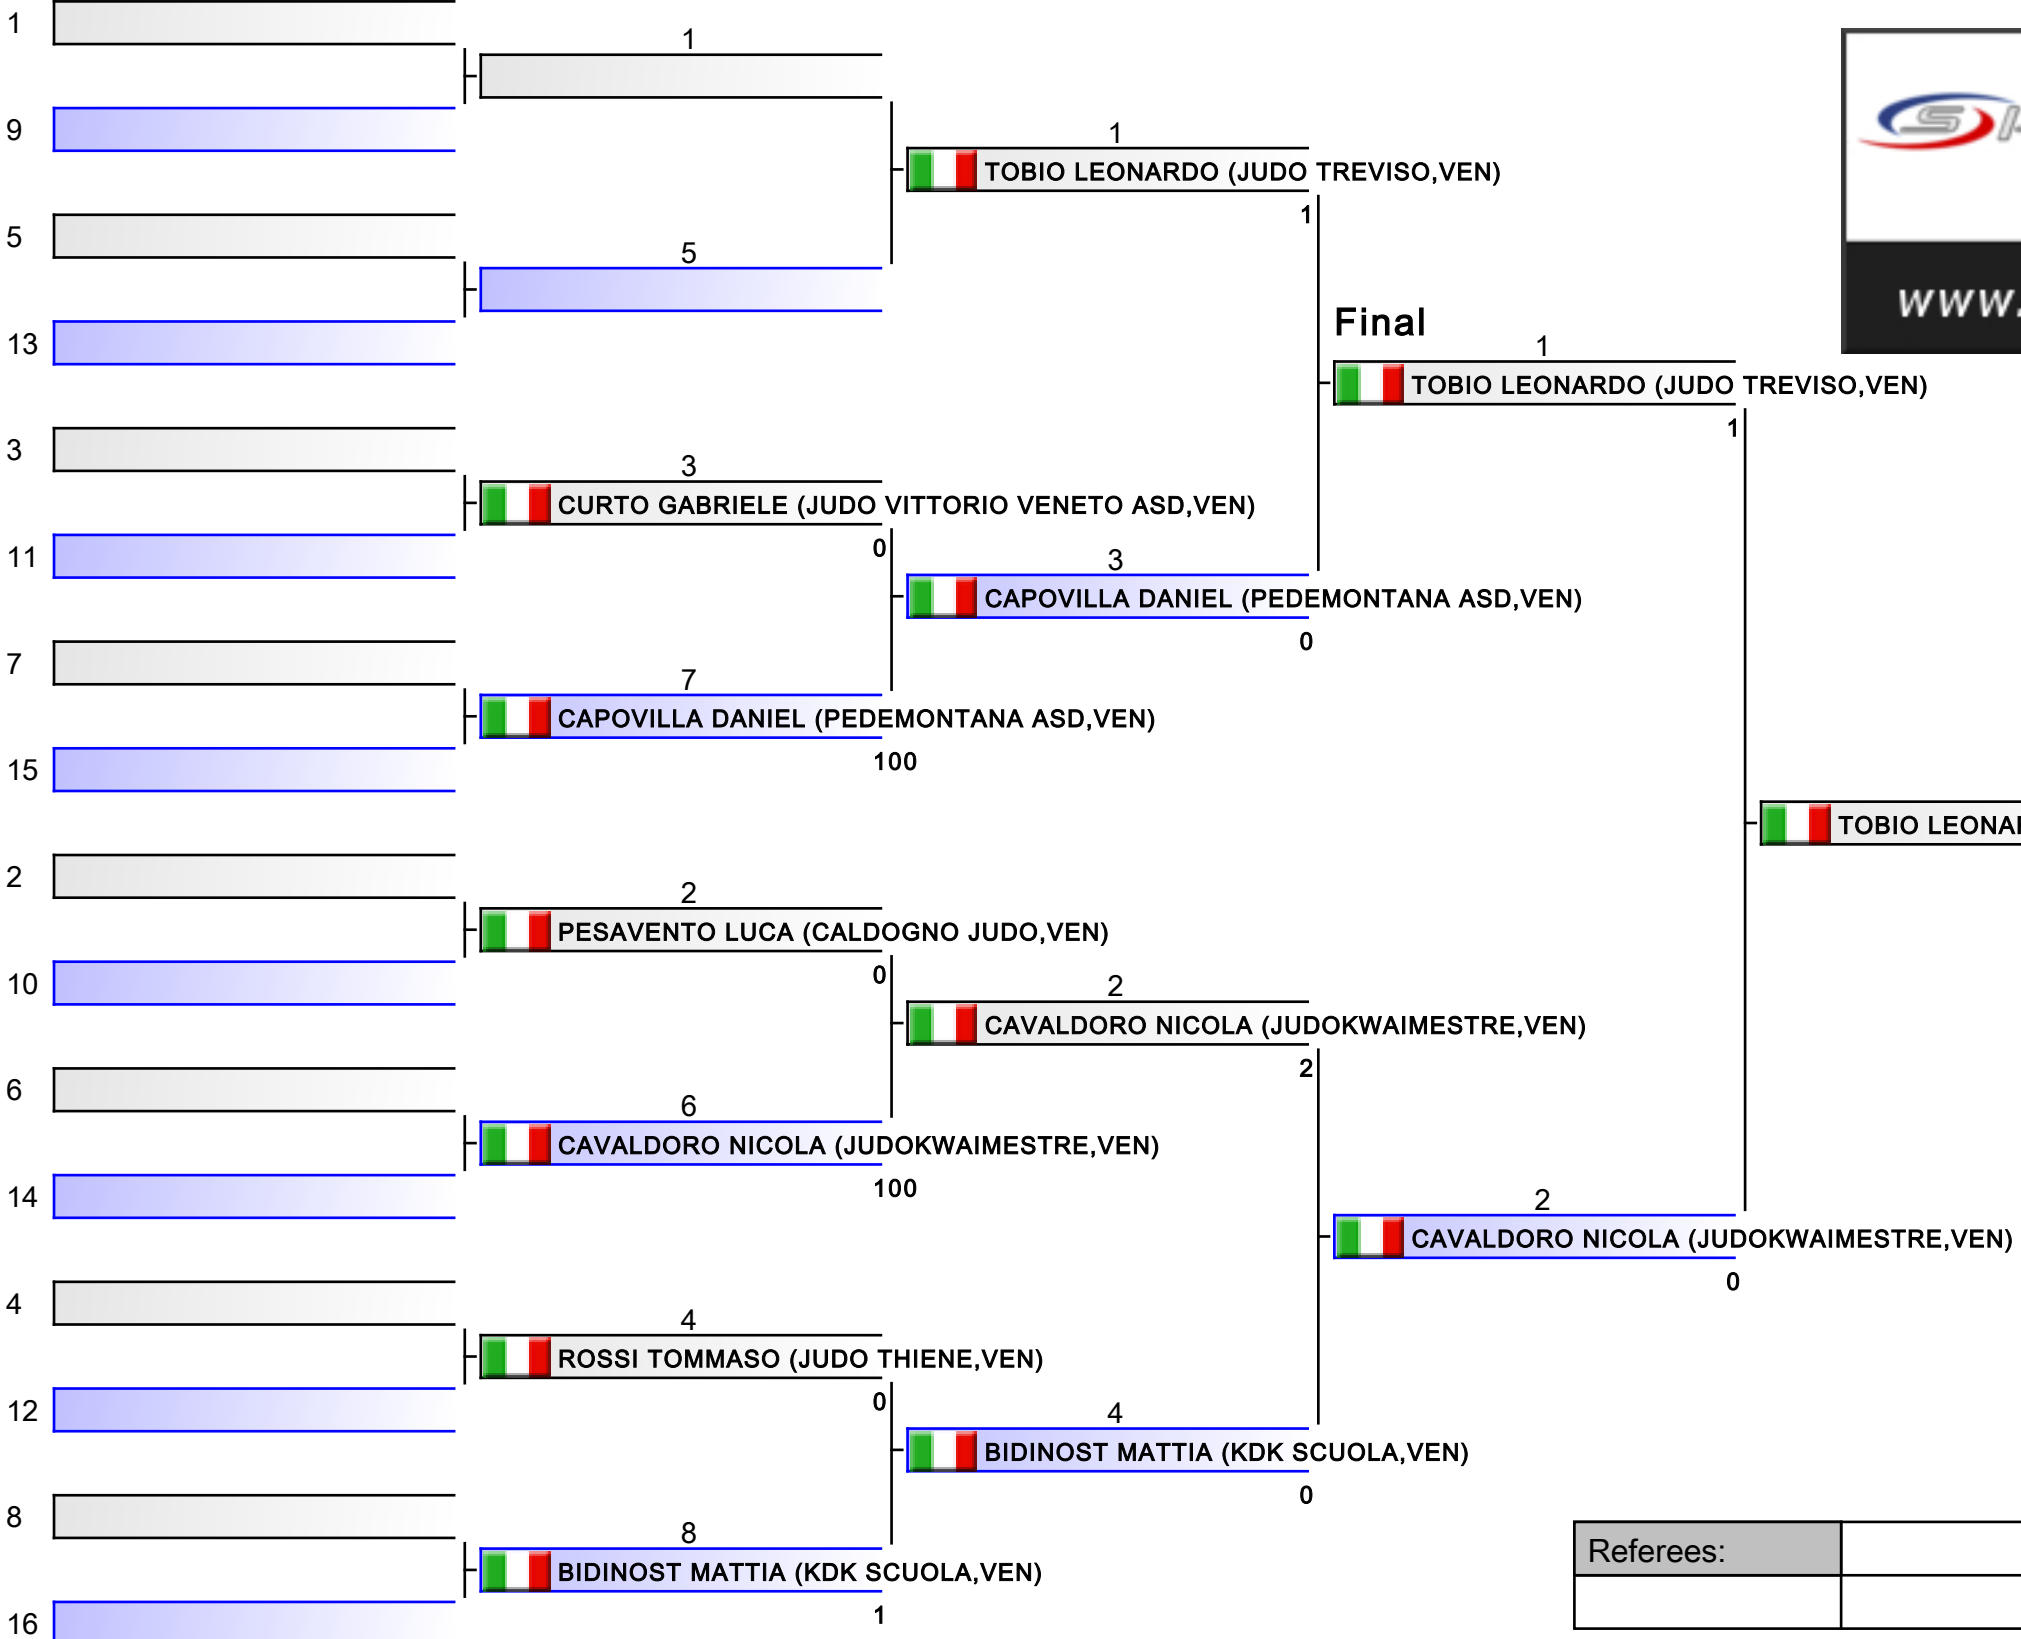 1
1
9
1
TOBIO LEONARDO (JUDO TREVISO,VEN)
1
5
5
13
Final
1
TOBIO LEONARDO (JUDO TREVISO,VEN)
1
www.
3
3
CURTO GABRIELE (JUDO VITTORIO VENETO ASD,VEN)
0
11
3
CAPOVILLA DANIEL (PEDEMONTANA ASD,VEN)
0
7
7
CAPOVILLA DANIEL (PEDEMONTANA ASD,VEN)
100
15
TOBIO LEONA
2
2
PESAVENTO LUCA (CALDOGNO JUDO,VEN)
0
10
2
CAVALDORO NICOLA (JUDOKWAIMESTRE,VEN)
2
6
6
CAVALDORO NICOLA (JUDOKWAIMESTRE,VEN)
100
14
2
CAVALDORO NICOLA (JUDOKWAIMESTRE,VEN)
0
4
4
ROSSI TOMMASO (JUDO THIENE,VEN)
0
12
4
BIDINOST MATTIA (KDK SCUOLA,VEN)
0
8
8
BIDINOST MATTIA (KDK SCUOLA,VEN)
1
16
Referees: